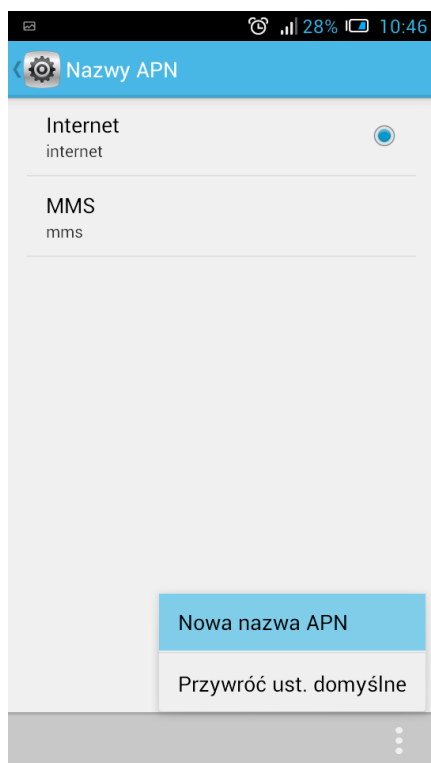 28% 10:46
Nazwy APN
Internet
internet
MMS
mms
Nowa nazwa APN
Przywróć ust. domyślne